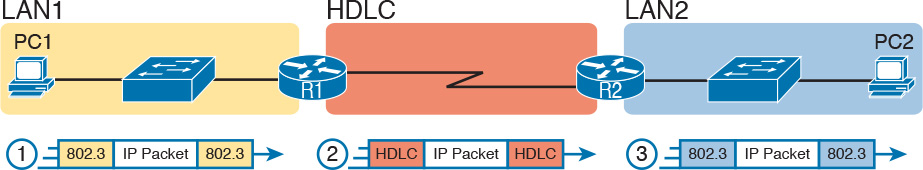 LAN1 HDLC LAN2
PC1 PC2
R1 R2
1 802.3 IP Packet 802.3 2 HDLC IP Packet HDLC 3 802.3 IP Packet 802.3